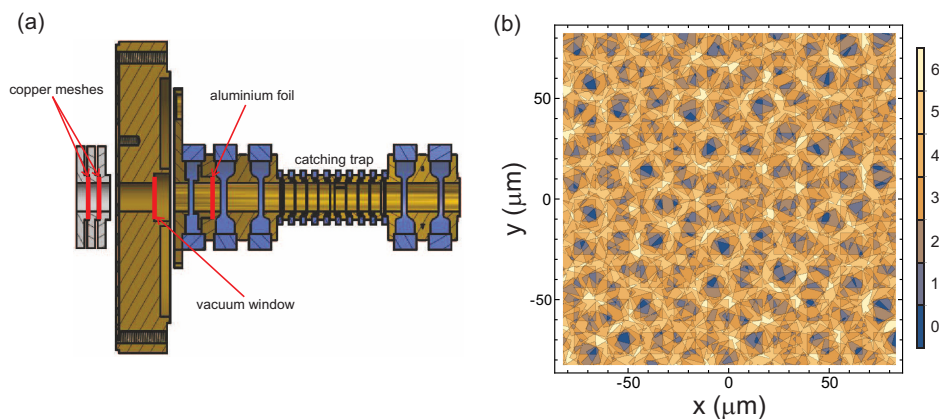 (a)
copper meshes
aluminium foil
catching trap
vacuum window
(b)
y (μm)
50
0
-50
-50
0
50
x (μm)
6
5
4
3
2
1
0